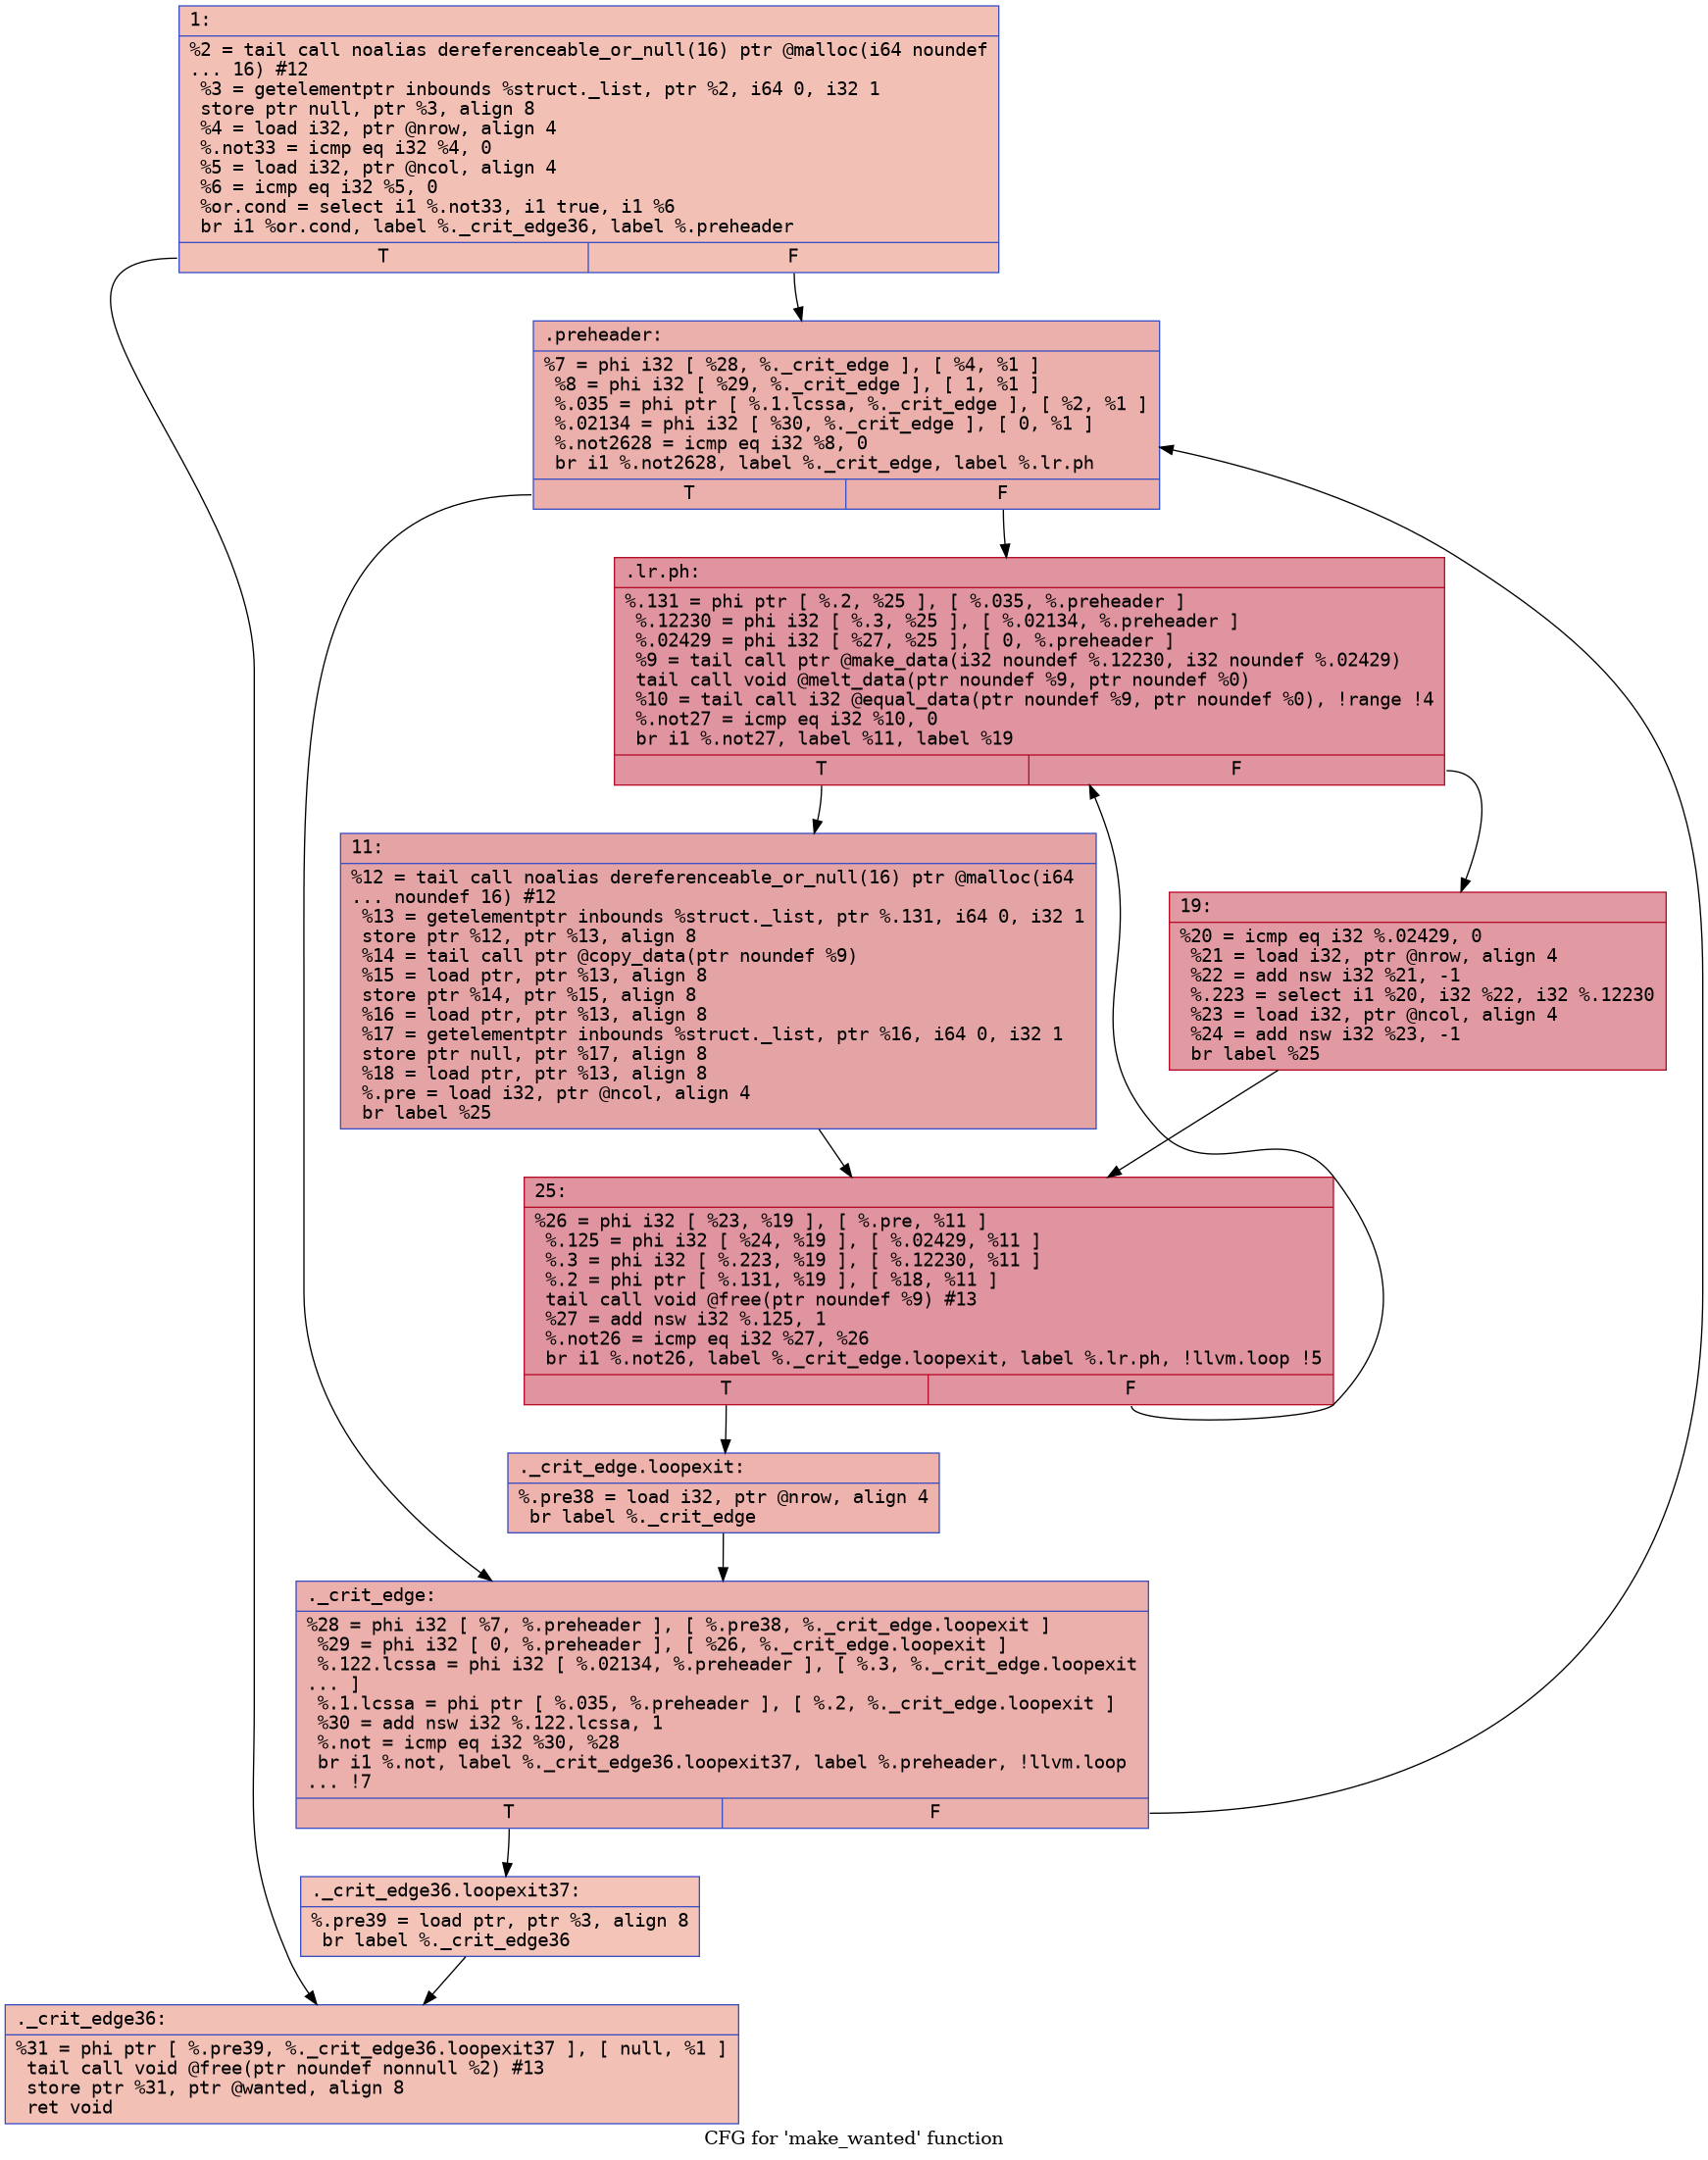 1:
%2 = tail call noalias dereferenceable_or_null(16) ptr @malloc(i64 noundef
... 16) #12
%3 = getelementptr inbounds %struct._list, ptr %2, i64 0, i32 1
store ptr null, ptr %3, align 8
%4 = load i32, ptr @nrow, align 4
%.not33 = icmp eq i32 %4, 0
%5 = load i32, ptr @ncol, align 4
%6 = icmp eq i32 %5, 0
%or.cond = select i1 %.not33, i1 true, i1 %6
br i1 %or.cond, label %._crit_edge36, label %.preheader
T F
.preheader:
%7 = phi i32 [ %28, %._crit_edge ], [ %4, %1 ]
%8 = phi i32 [ %29, %._crit_edge ], [ 1, %1 ]
%.035 = phi ptr [ %.1.lcssa, %._crit_edge ], [ %2, %1 ]
%.02134 = phi i32 [ %30, %._crit_edge ], [ 0, %1 ]
%.not2628 = icmp eq i32 %8, 0
br i1 %.not2628, label %._crit_edge, label %.lr.ph
T F
.lr.ph:
%.131 = phi ptr [ %.2, %25 ], [ %.035, %.preheader ]
%.12230 = phi i32 [ %.3, %25 ], [ %.02134, %.preheader ]
%.02429 = phi i32 [ %27, %25 ], [ 0, %.preheader ]
%9 = tail call ptr @make_data(i32 noundef %.12230, i32 noundef %.02429)
tail call void @melt_data(ptr noundef %9, ptr noundef %0)
%10 = tail call i32 @equal_data(ptr noundef %9, ptr noundef %0), !range !4
%.not27 = icmp eq i32 %10, 0
br i1 %.not27, label %11, label %19
T F
11:
%12 = tail call noalias dereferenceable_or_null(16) ptr @malloc(i64
... noundef 16) #12
%13 = getelementptr inbounds %struct._list, ptr %.131, i64 0, i32 1
store ptr %12, ptr %13, align 8
%14 = tail call ptr @copy_data(ptr noundef %9)
%15 = load ptr, ptr %13, align 8
store ptr %14, ptr %15, align 8
%16 = load ptr, ptr %13, align 8
%17 = getelementptr inbounds %struct._list, ptr %16, i64 0, i32 1
store ptr null, ptr %17, align 8
%18 = load ptr, ptr %13, align 8
%.pre = load i32, ptr @ncol, align 4
br label %25
19:
%20 = icmp eq i32 %.02429, 0
%21 = load i32, ptr @nrow, align 4
%22 = add nsw i32 %21, -1
%.223 = select i1 %20, i32 %22, i32 %.12230
%23 = load i32, ptr @ncol, align 4
%24 = add nsw i32 %23, -1
br label %25
25:
%26 = phi i32 [ %23, %19 ], [ %.pre, %11 ]
%.125 = phi i32 [ %24, %19 ], [ %.02429, %11 ]
%.3 = phi i32 [ %.223, %19 ], [ %.12230, %11 ]
%.2 = phi ptr [ %.131, %19 ], [ %18, %11 ]
tail call void @free(ptr noundef %9) #13
%27 = add nsw i32 %.125, 1
%.not26 = icmp eq i32 %27, %26
br i1 %.not26, label %._crit_edge.loopexit, label %.lr.ph, !llvm.loop !5
T F
._crit_edge.loopexit:
%.pre38 = load i32, ptr @nrow, align 4
br label %._crit_edge
._crit_edge:
%28 = phi i32 [ %7, %.preheader ], [ %.pre38, %._crit_edge.loopexit ]
%29 = phi i32 [ 0, %.preheader ], [ %26, %._crit_edge.loopexit ]
%.122.lcssa = phi i32 [ %.02134, %.preheader ], [ %.3, %._crit_edge.loopexit
... ]
%.1.lcssa = phi ptr [ %.035, %.preheader ], [ %.2, %._crit_edge.loopexit ]
%30 = add nsw i32 %.122.lcssa, 1
%.not = icmp eq i32 %30, %28
br i1 %.not, label %._crit_edge36.loopexit37, label %.preheader, !llvm.loop
... !7
T F
._crit_edge36.loopexit37:
%.pre39 = load ptr, ptr %3, align 8
br label %._crit_edge36
._crit_edge36:
%31 = phi ptr [ %.pre39, %._crit_edge36.loopexit37 ], [ null, %1 ]
tail call void @free(ptr noundef nonnull %2) #13
store ptr %31, ptr @wanted, align 8
ret void
CFG for 'make_wanted' function